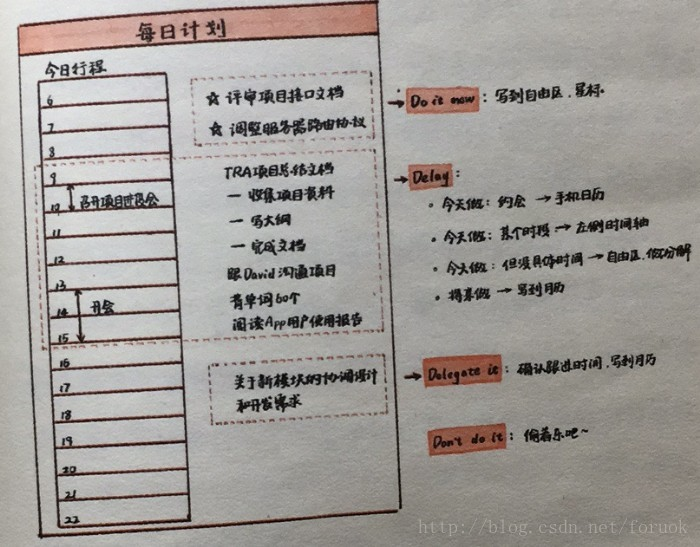 每日计划
今日行程
6
7
8
9
10 召开项目晨会
11
12
13
14 开会
15
16
17
18
19
20
21
22
☆ 评审项目接口文档
☆ 调整服务器路由协议
TRA项目总结文档
一 收集项目资料
一 写大纲
一 完成文档
跟David沟通项目
背单词60个
阅读App用户使用报告
关于新模块的协调设计
和开发需求
→ Do it now : 写到自由区,星标。
→ Delay :
• 今天做: 约会 → 手机日历
• 今天做: 某个时段 → 左侧时间轴
• 今天做: 但没具体时间 → 自由区,做分解
• 将来做 → 写到月历
→ Delegate it : 确认跟进时间,写到月历
Don't do it : 偷着乐吧~
http://blog.csdn.net/foruok